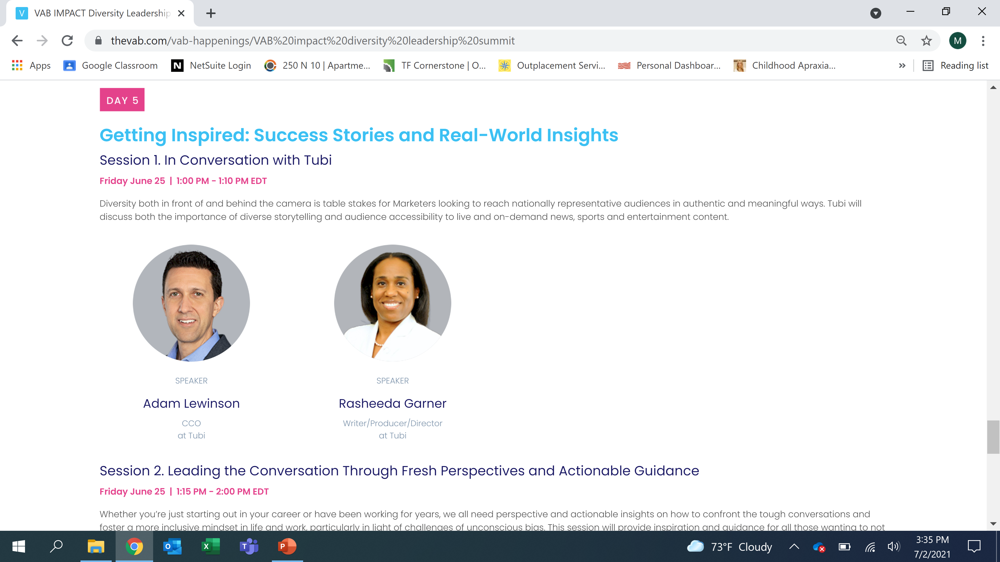 V VAB IMPACT Diversity Leadership
thevab.com/vab-happenings/VAB%20impact%20diversity%20leadership%20summit
M
Apps Google Classroom N NetSuite Login 250 N 10 | Apartme... TF Cornerstone | O... Outplacement Servi... Personal Dashboar... Childhood Apraxia... » Reading list
DAY 5
Getting Inspired: Success Stories and Real-World Insights
Session 1. In Conversation with Tubi
Friday June 25 | 1:00 PM - 1:10 PM EDT
Diversity both in front of and behind the camera is table stakes for Marketers looking to reach nationally representative audiences in authentic and meaningful ways. Tubi will
discuss both the importance of diverse storytelling and audience accessibility to live and on-demand news, sports and entertainment content.
SPEAKER SPEAKER
Adam Lewinson Rasheeda Garner
CCO Writer/Producer/Director
at Tubi at Tubi
Session 2. Leading the Conversation Through Fresh Perspectives and Actionable Guidance
Friday June 25 | 1:15 PM - 2:00 PM EDT
Whether you’re just starting out in your career or have been working for years, we all need perspective and actionable insights on how to confront the tough conversations and
foster a more inclusive mindset in life and work, particularly in light of challenges of unconscious bias. This session will provide inspiration and guidance for all those wanting to not
O X T P 73°F Cloudy 3:35 PM
7/2/2021